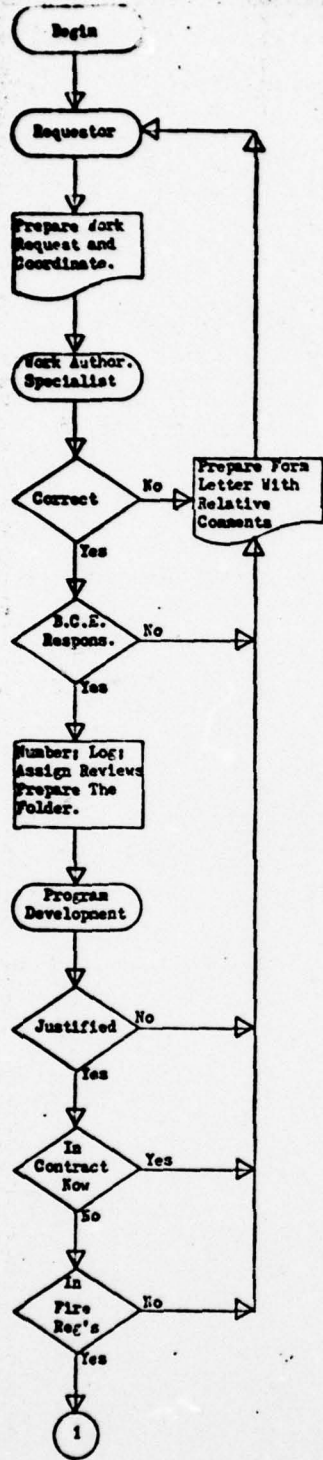 Begin
Requestor
Prepare Work
Request and
Coordinate.
Work Author.
Specialist
Correct
No
Prepare Form
Letter With
Relative
Comments
Yes
B.C.E.
Respons.
No
Yes
Number; Log;
Assign Reviews
Prepare The
Folder.
Program
Development
Justified
No
Yes
In
Contract
Now
Yes
No
In
Fire
Reg's
No
Yes
1